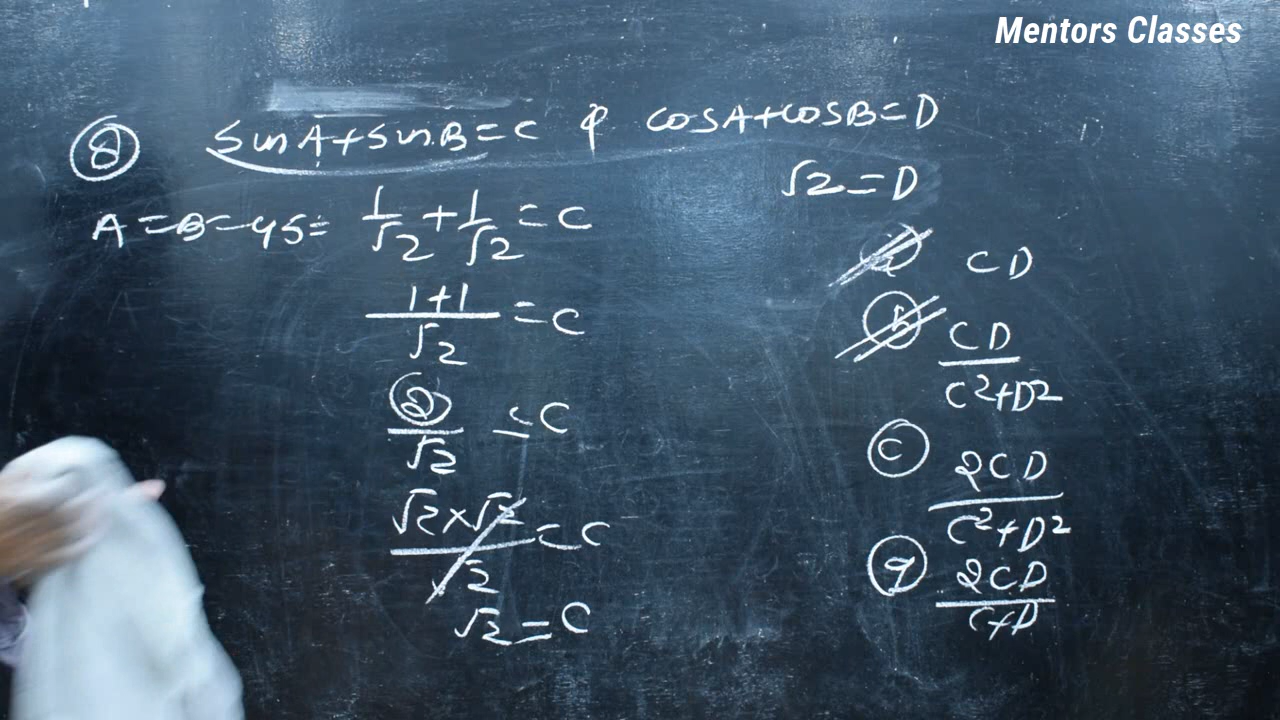 Mentors Classes
8 SinA+SinB=C & COSA+COSB=D
√2=D
A=B=45= 1/√2+1/√2=C
a CD
1+1/√2=C
b CD/C²+D²
2/√2=C
c 2CD/C²+D²
√2×√2/√2=C
d 2CD/C+D
√2=C